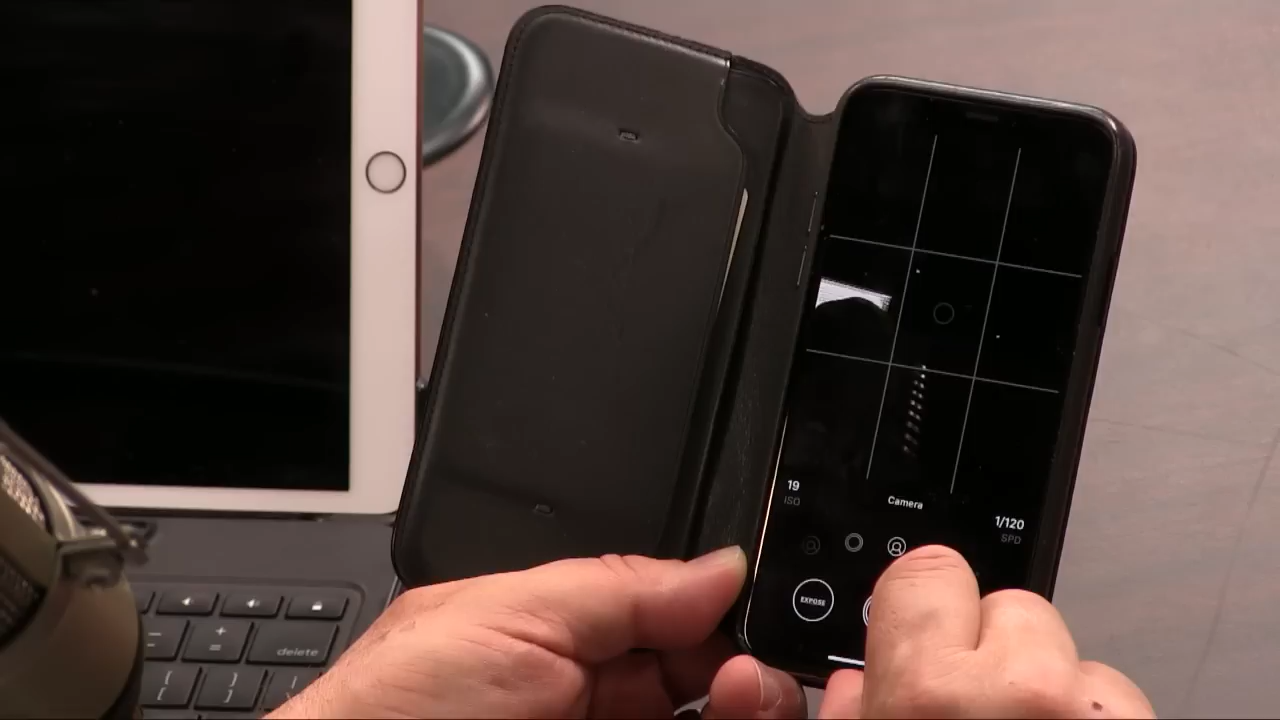 19
ISO
Camera
1/120
SPD
EXPOSE
- + 
=
delete
[ ]